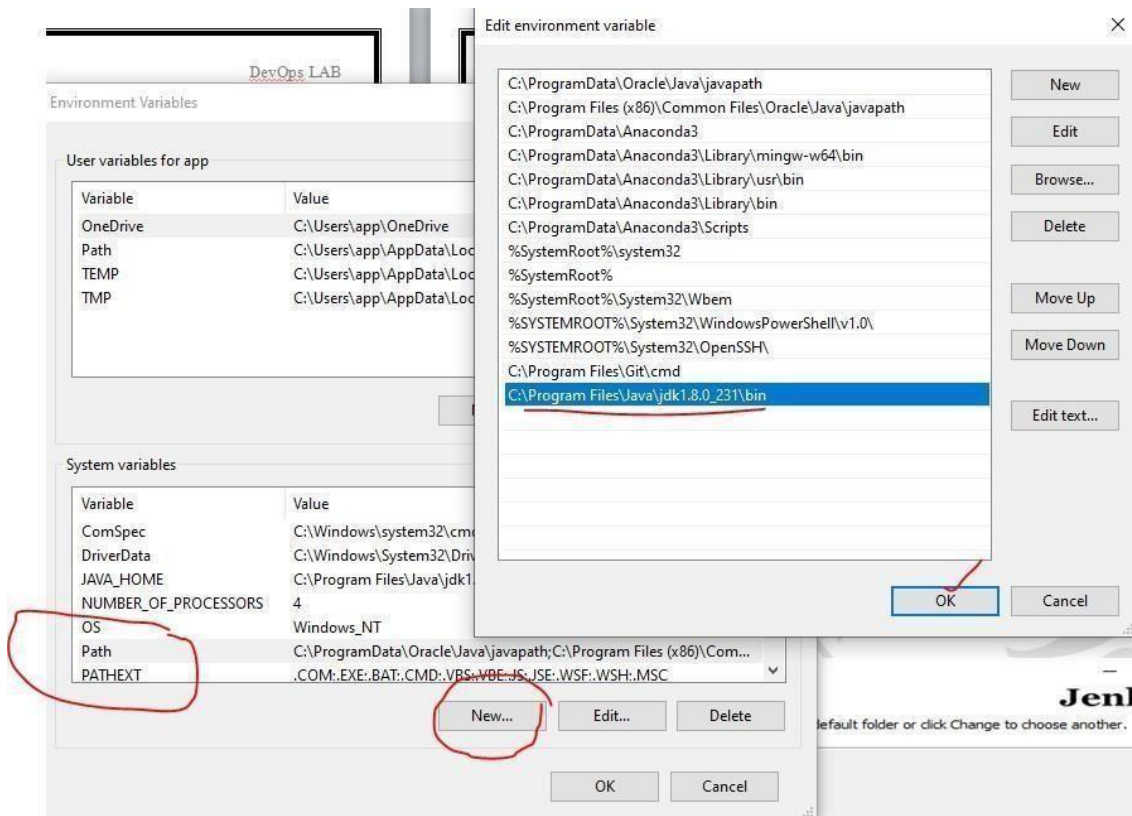 DevOps LAB
Environment Variables
User variables for app
Variable Value
OneDrive C:\Users\app\OneDrive
Path C:\Users\app\AppData\Loc
TEMP C:\Users\app\AppData\Loc
TMP C:\Users\app\AppData\Loc
System variables
Variable Value
ComSpec C:\Windows\system32\cm
DriverData C:\Windows\System32\Driv
JAVA_HOME C:\Program Files\Java\jdk1.
NUMBER_OF_PROCESSORS 4
OS Windows_NT
Path C:\ProgramData\Oracle\Java\javapath;C:\Program Files (x86)\Com...
PATHEXT .COM;.EXE;.BAT;.CMD;.VBS;.VBE;.JS;.JSE;.WSF;.WSH;.MSC
New... Edit... Delete
OK Cancel
Edit environment variable
C:\ProgramData\Oracle\Java\javapath
C:\Program Files (x86)\Common Files\Oracle\Java\javapath
C:\ProgramData\Anaconda3
C:\ProgramData\Anaconda3\Library\mingw-w64\bin
C:\ProgramData\Anaconda3\Library\usr\bin
C:\ProgramData\Anaconda3\Library\bin
C:\ProgramData\Anaconda3\Scripts
%SystemRoot%\system32
%SystemRoot%
%SystemRoot%\System32\Wbem
%SYSTEMROOT%\System32\WindowsPowerShell\v1.0\
%SYSTEMROOT%\System32\OpenSSH\
C:\Program Files\Git\cmd
C:\Program Files\Java\jdk1.8.0_231\bin
New
Edit
Browse...
Delete
Move Up
Move Down
Edit text...
OK Cancel
Jenl
default folder or click Change to choose another.